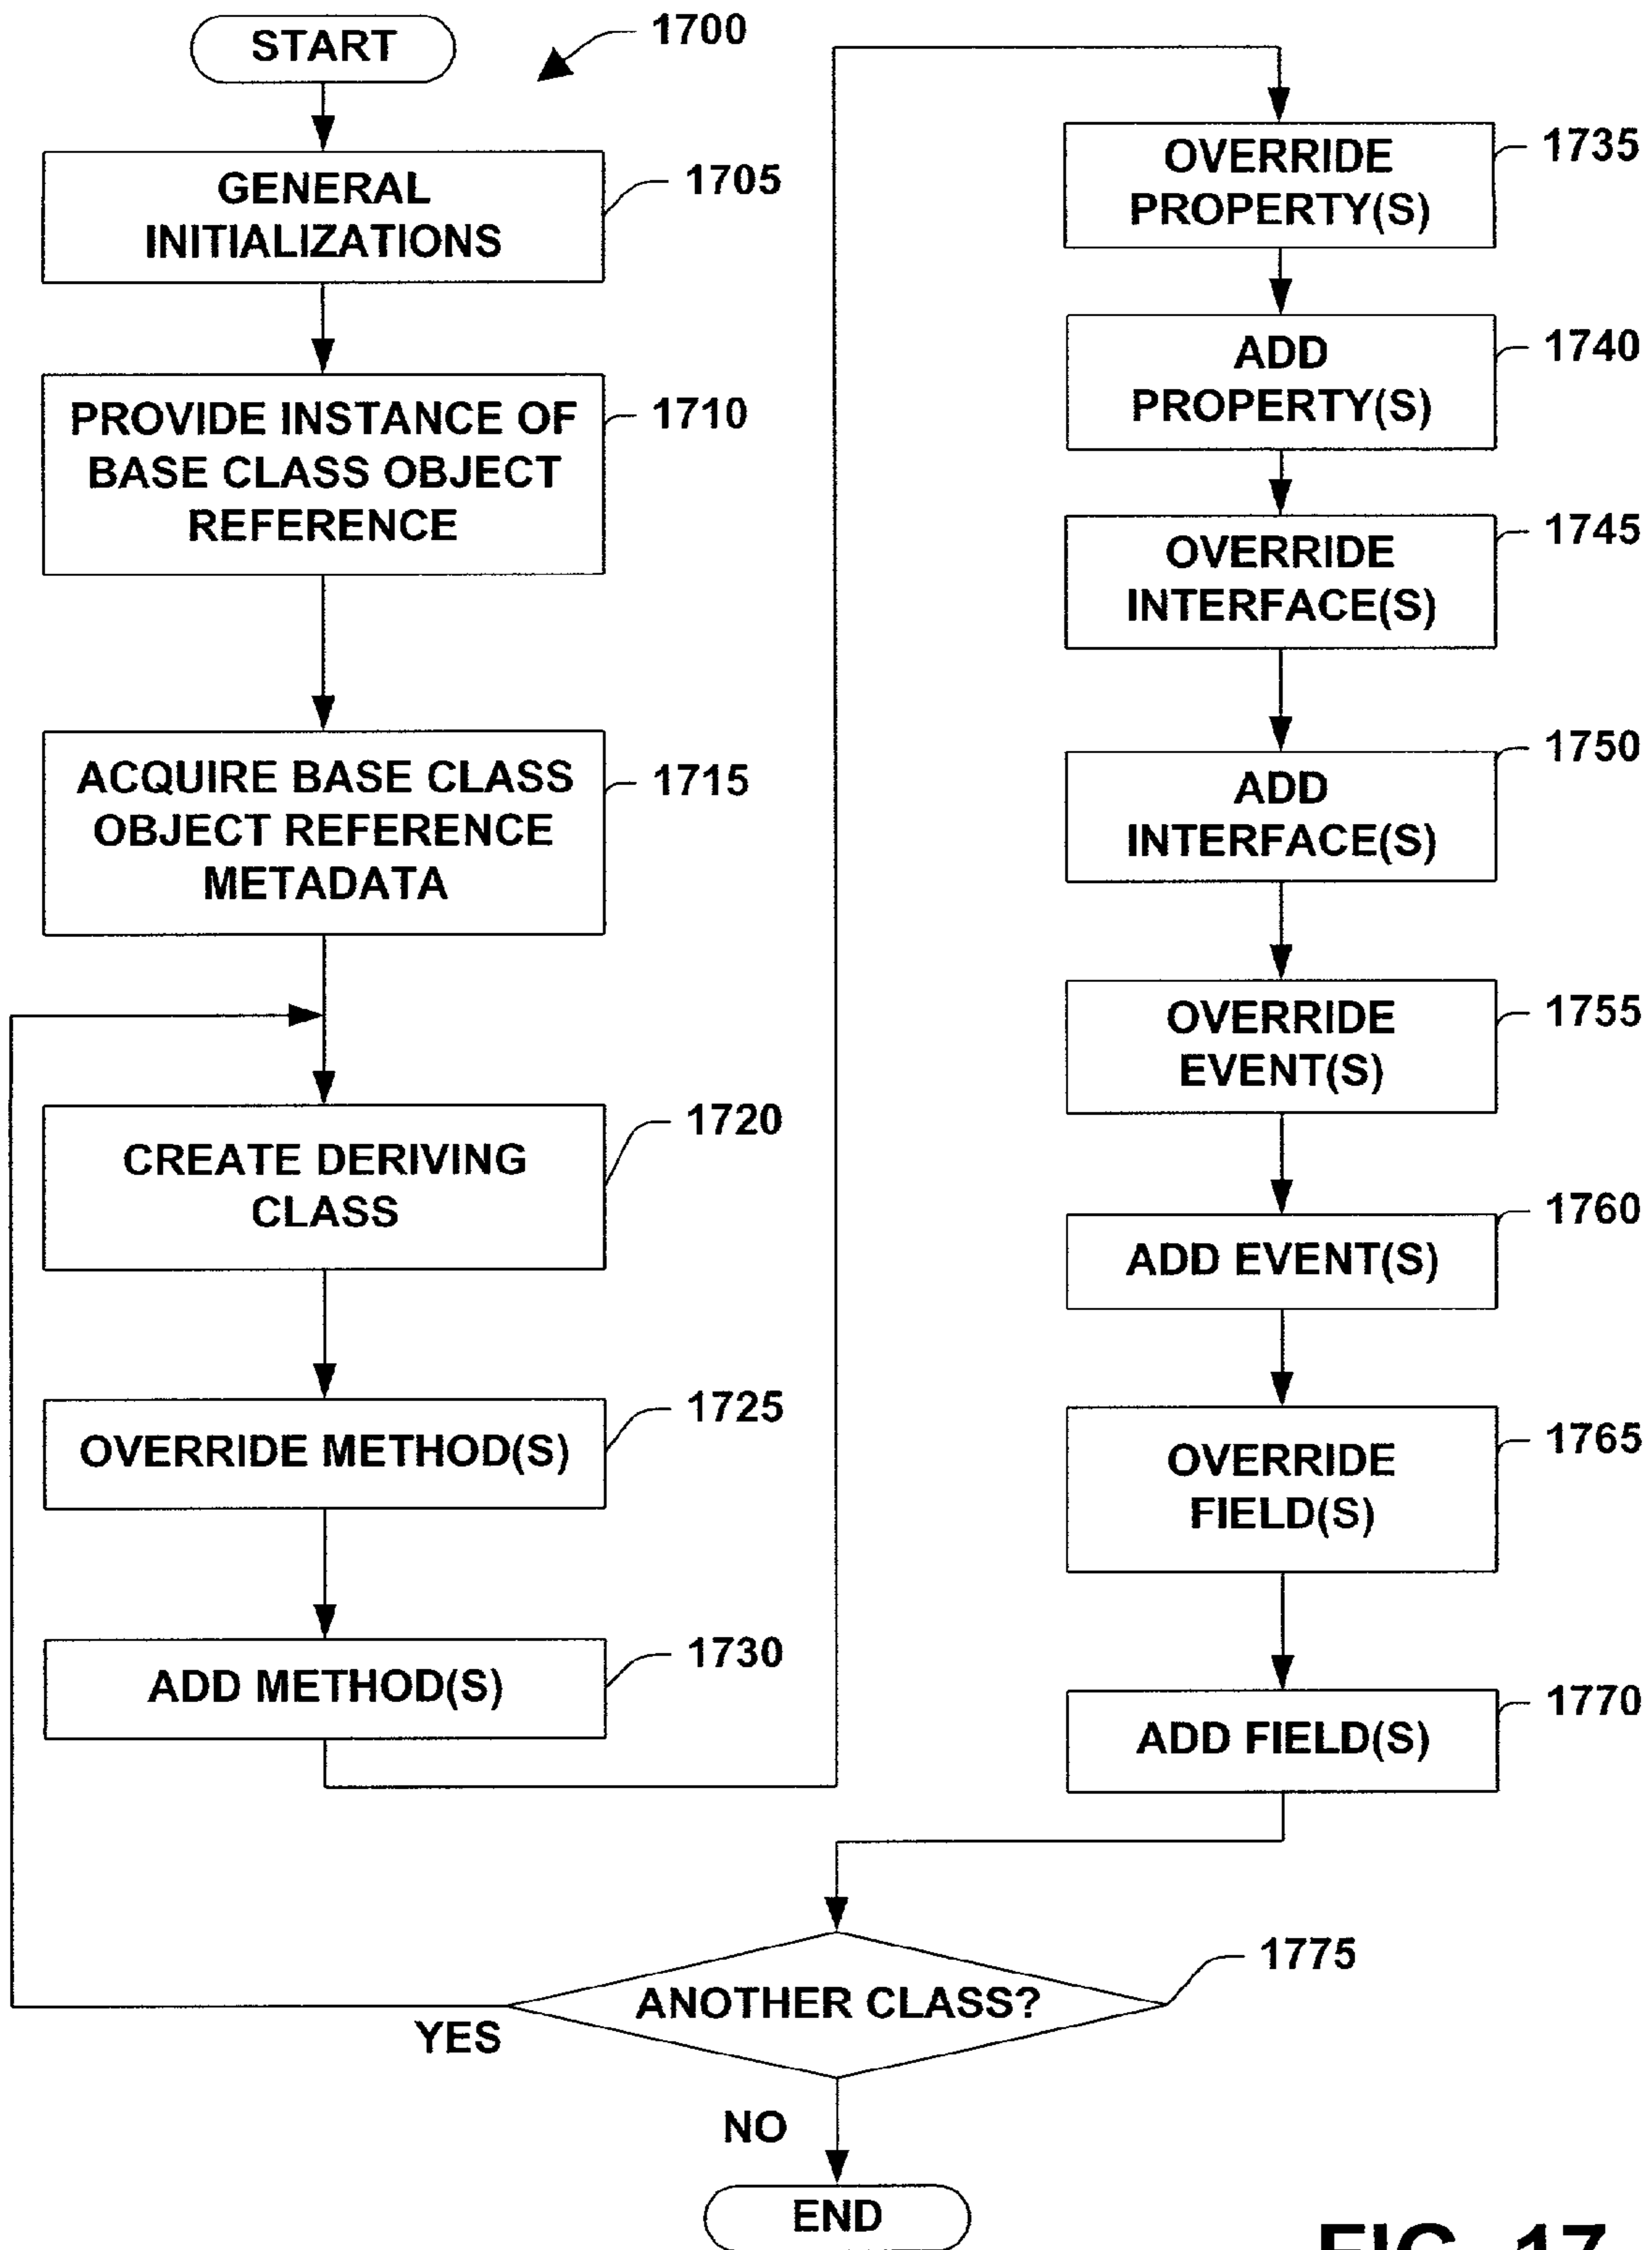 START
1700
GENERAL
INITIALIZATIONS
1705
PROVIDE INSTANCE OF
BASE CLASS OBJECT
REFERENCE
1710
ACQUIRE BASE CLASS
OBJECT REFERENCE
METADATA
1715
CREATE DERIVING
CLASS
1720
OVERRIDE METHOD(S)
1725
ADD METHOD(S)
1730
OVERRIDE
PROPERTY(S)
1735
ADD
PROPERTY(S)
1740
OVERRIDE
INTERFACE(S)
1745
ADD
INTERFACE(S)
1750
OVERRIDE
EVENT(S)
1755
ADD EVENT(S)
1760
OVERRIDE
FIELD(S)
1765
ADD FIELD(S)
1770
ANOTHER CLASS?
1775
YES
NO
END
FIG. 17